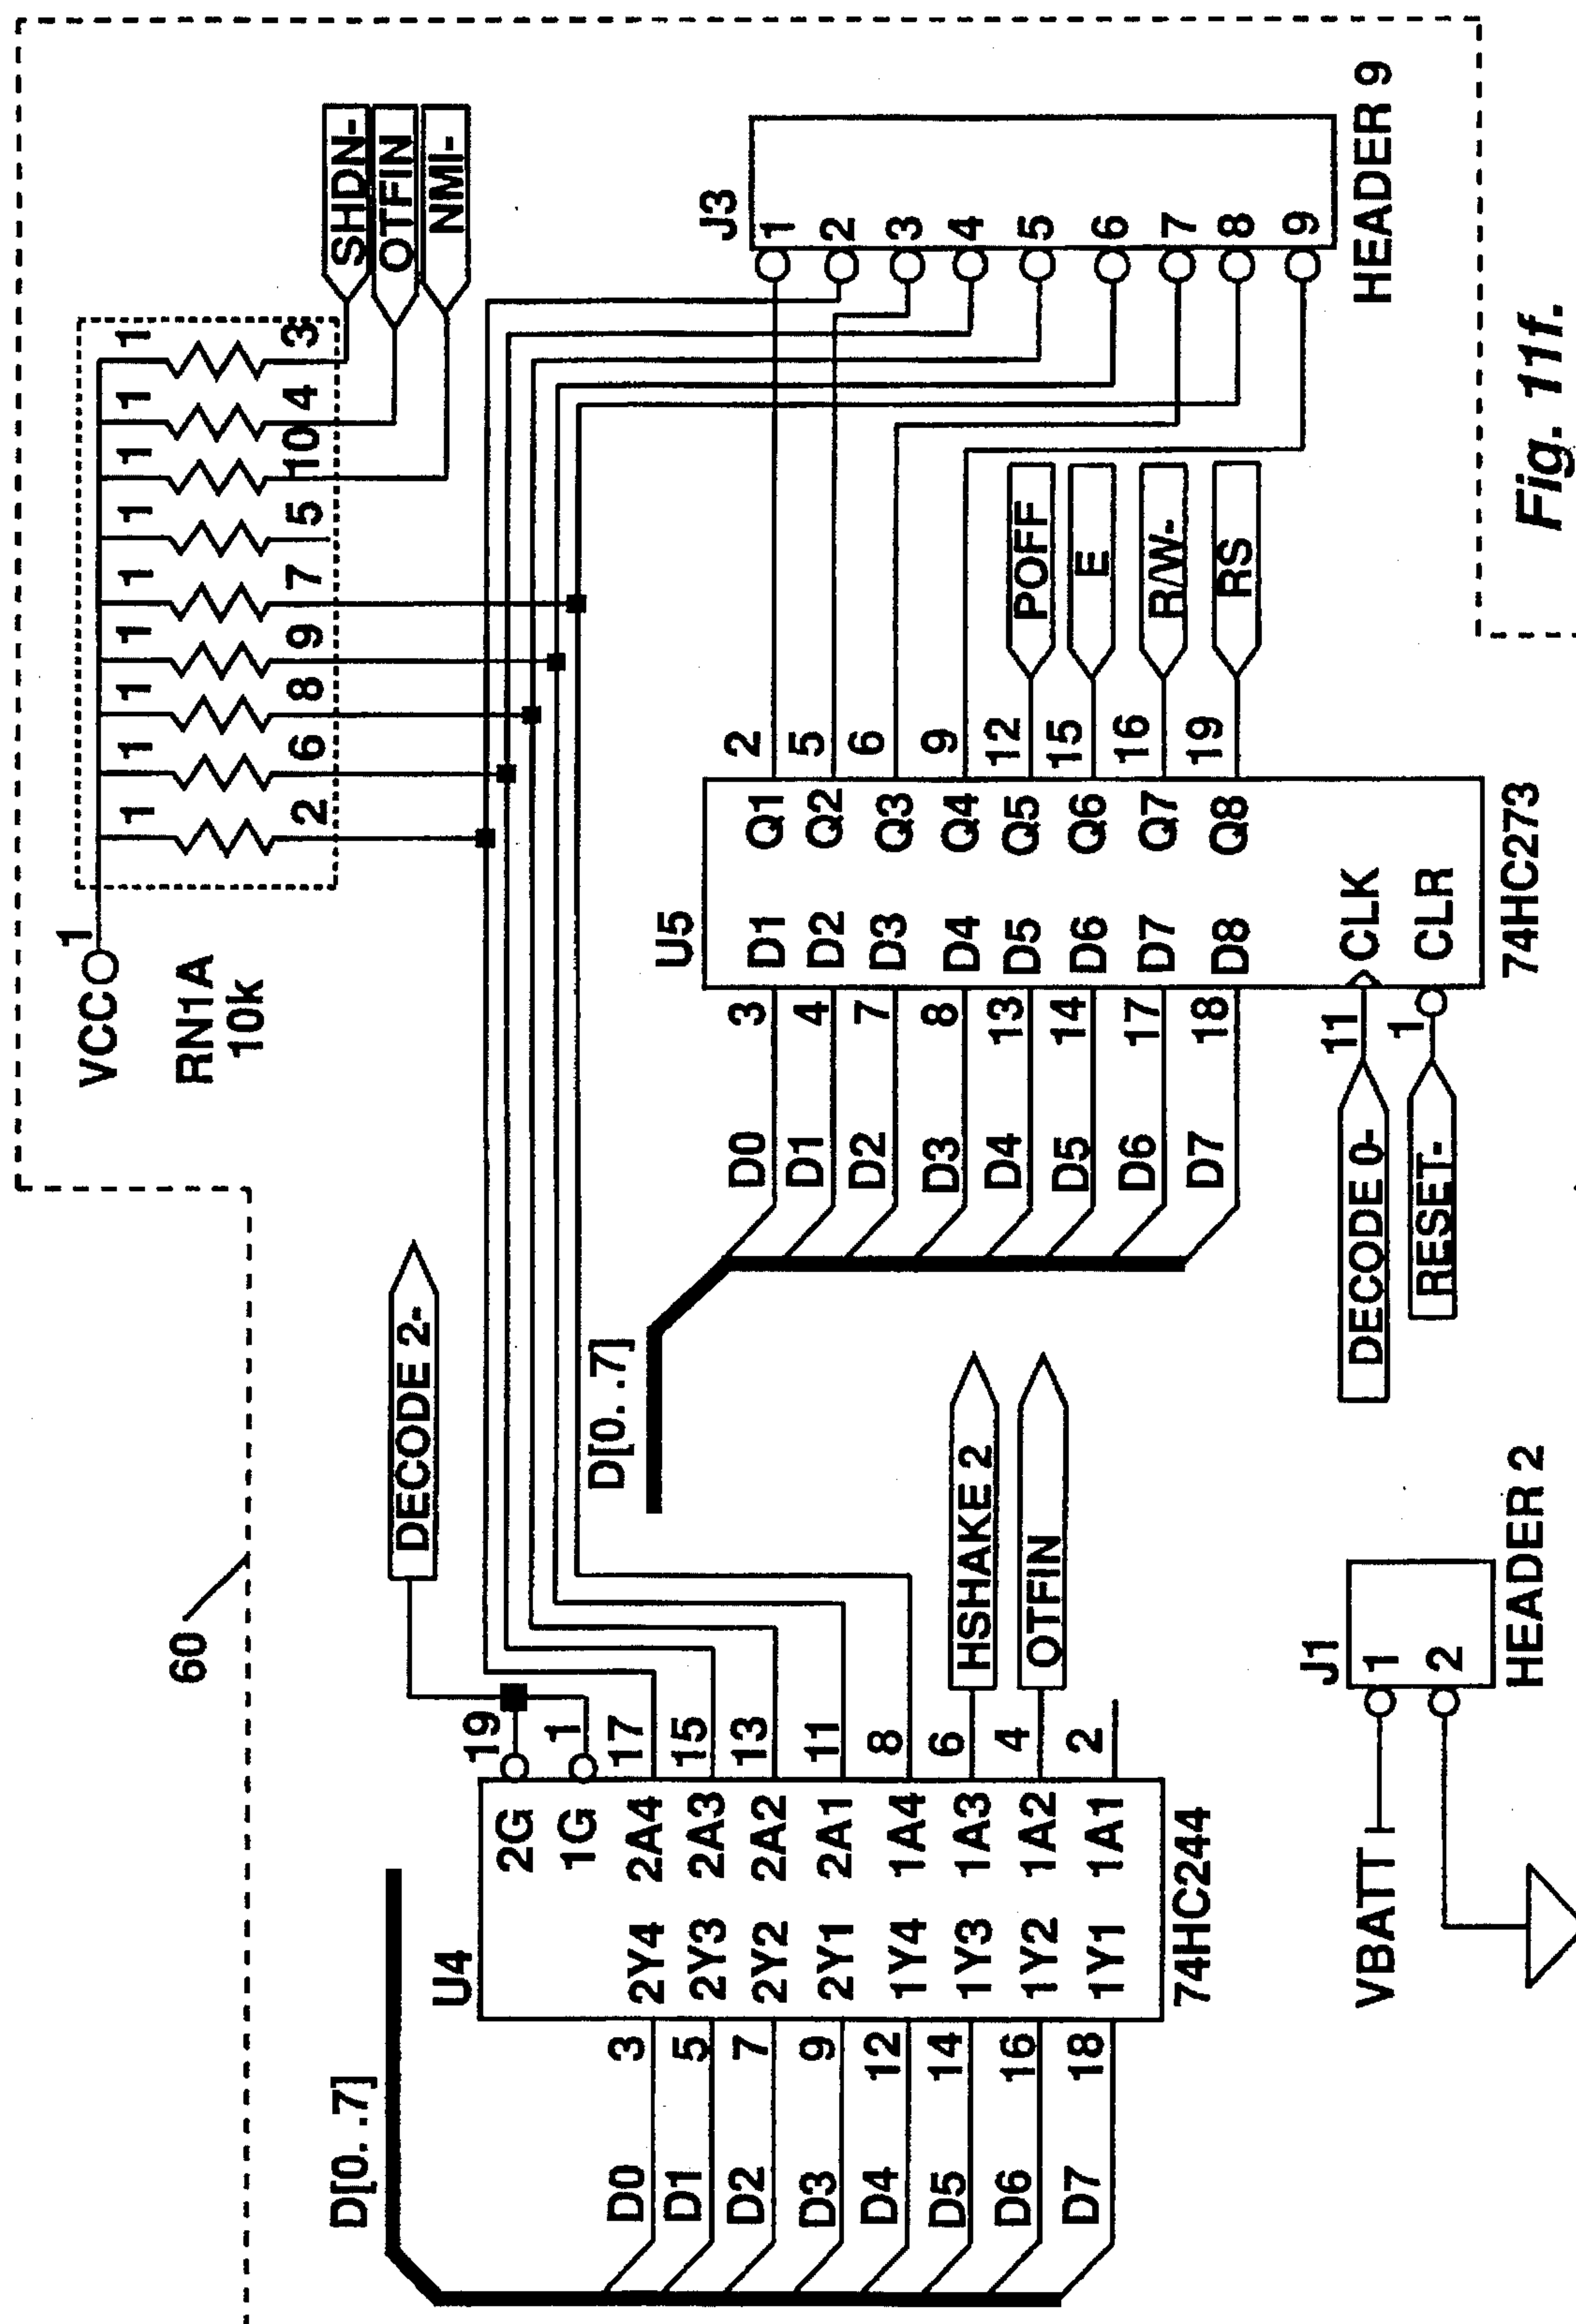 60
VCC
1
RN1A
10k
1 1 1 1 1 1 1 1 1
2 6 8 9 7 5 10 4 3
SHDN-
OTFIN
NMI-
DECODE 2-
D[0. .7]
U4
19
1
2G
1G
D0 3 2Y4 2A4 17
D1 5 2Y3 2A3 15
D2 7 2Y2 2A2 13
D3 9 2Y1 2A1 11
D4 12 1Y4 1A4 8
D5 14 1Y3 1A3 6 HSHAKE 2
D6 16 1Y2 1A2 4 OTFIN
D7 18 1Y1 1A1 2
74HC244
D[0. .7]
U5
D0 3 D1 Q1 2
D1 4 D2 Q2 5
D2 7 D3 Q3 6
D3 8 D4 Q4 9
D4 13 D5 Q5 12 POFF
D5 14 D6 Q6 15 E
D6 17 D7 Q7 16 R/W-
D7 18 D8 Q8 19 RS
DECODE 0- 11 CLK
RESET- 1 CLR
74HC273
J3
1
2
3
4
5
6
7
8
9
HEADER 9
J1
VBATT 1
2
HEADER 2
Fig. 11f.